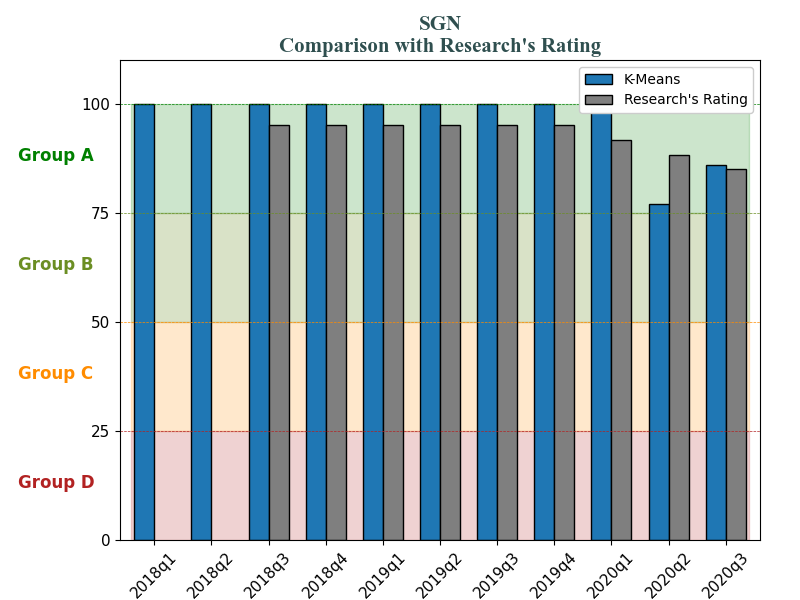 SGN
Comparison with Research's Rating
K-Means
Research's Rating
100
Group A
75
Group B
50
Group C
25
Group D
0
2018q1
2018q2
2018q3
2018q4
2019q1
2019q2
2019q3
2019q4
2020q1
2020q2
2020q3